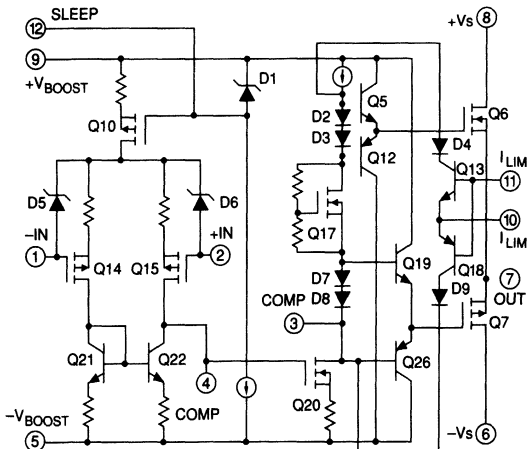 12 SLEEP
8 +Vs
9
+VBOOST
D1
Q5
D2
D3
Q6
Q10
D4
Q12
Q13 ILIM
11
D5
D6
10
-IN
+IN
Q17
ILIM
1
2
Q14
Q15
Q18
Q19
7
D7
OUT
D9
D8
Q7
COMP
3
Q21
Q22
4
Q26
COMP
Q20
-VBOOST
5
-Vs 6